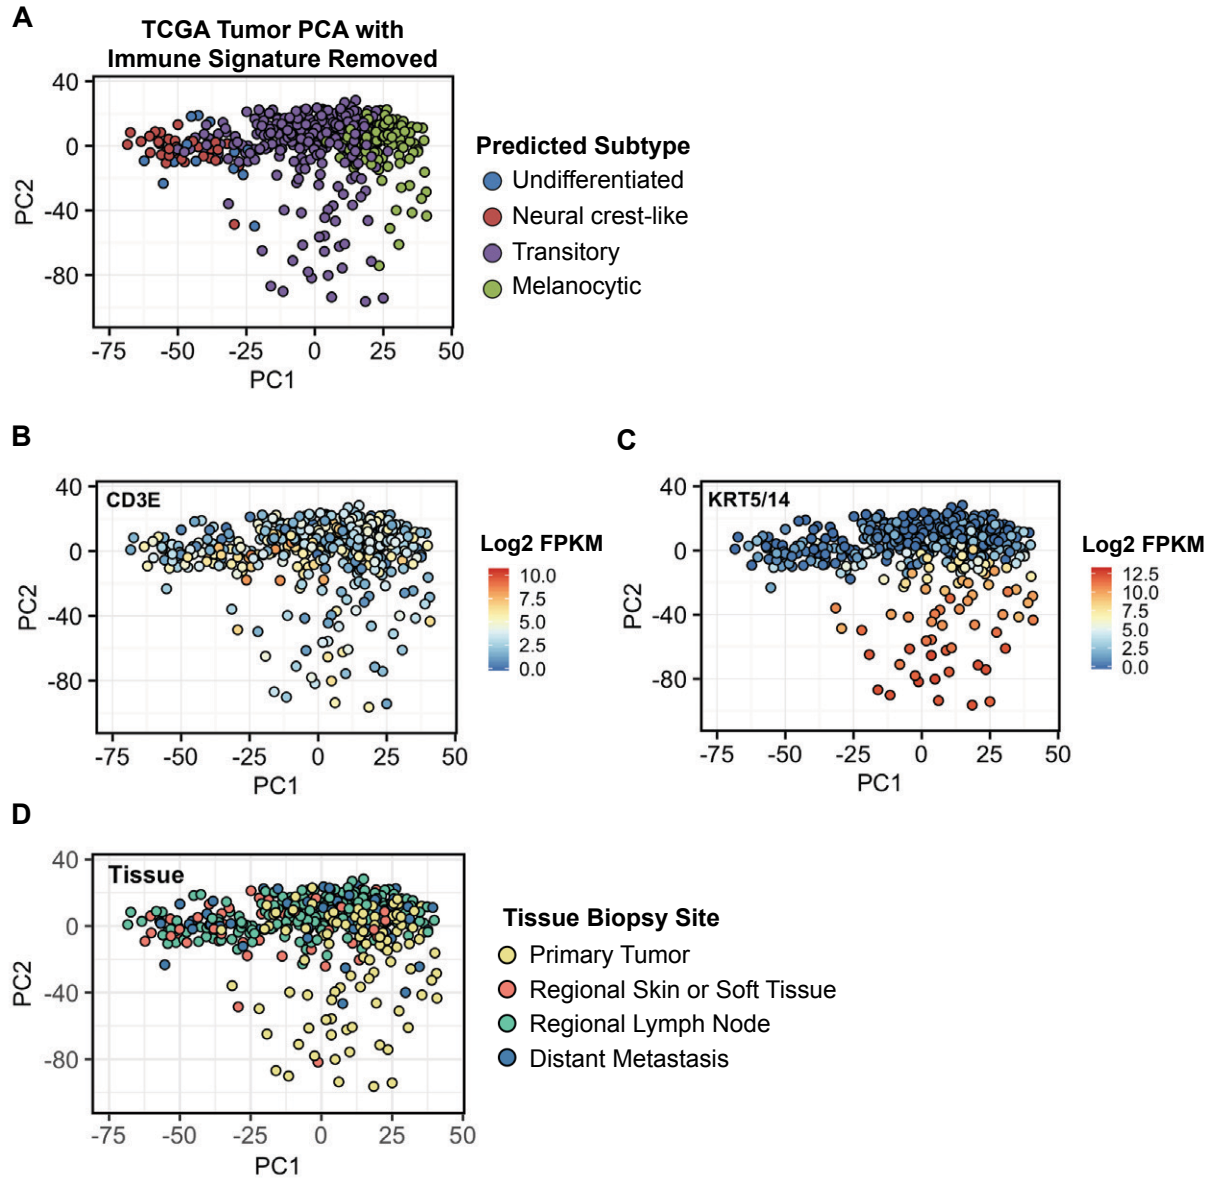 A
TCGA Tumor PCA with
Immune Signature Removed
40
0
-40
-80
PC2
-75 -50 -25 0 25 50
PC1
Predicted Subtype
Undifferentiated
Neural crest-like
Transitory
Melanocytic
B
CD3E
40
0
-40
-80
PC2
-75 -50 -25 0 25 50
PC1
Log2 FPKM
10.0
7.5
5.0
2.5
0.0
C
KRT5/14
40
0
-40
-80
PC2
-75 -50 -25 0 25 50
PC1
Log2 FPKM
12.5
10.0
7.5
5.0
2.5
0.0
D
Tissue
40
0
-40
-80
PC2
-75 -50 -25 0 25 50
PC1
Tissue Biopsy Site
Primary Tumor
Regional Skin or Soft Tissue
Regional Lymph Node
Distant Metastasis